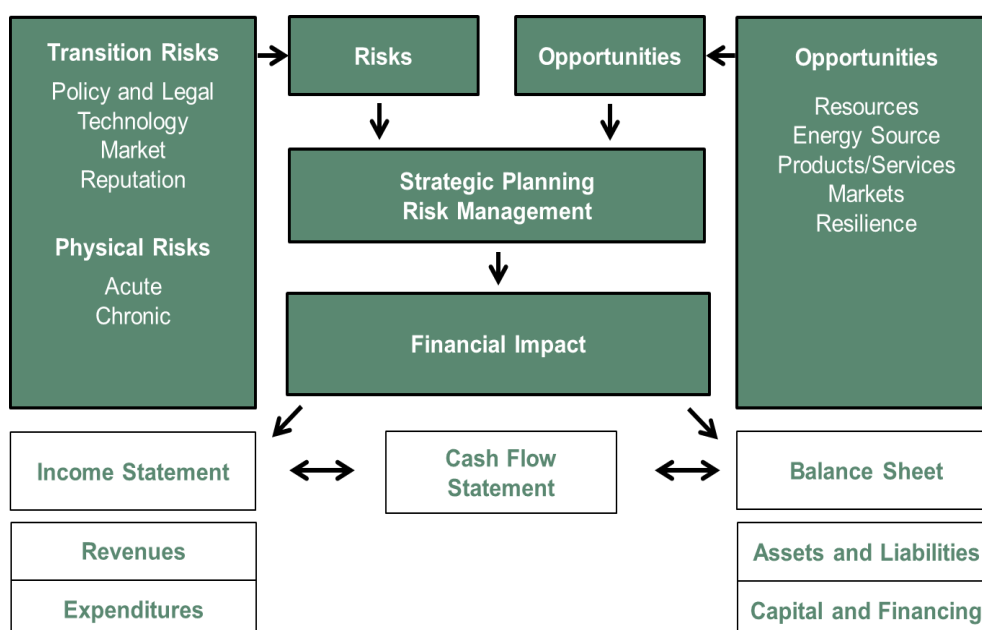 Transition Risks
Policy and Legal
Technology
Market
Reputation
Physical Risks
Acute
Chronic
Risks
Opportunities
Opportunities
Resources
Energy Source
Products/Services
Markets
Resilience
Strategic Planning
Risk Management
Financial Impact
Income Statement
Cash Flow
Statement
Balance Sheet
Revenues
Expenditures
Assets and Liabilities
Capital and Financing